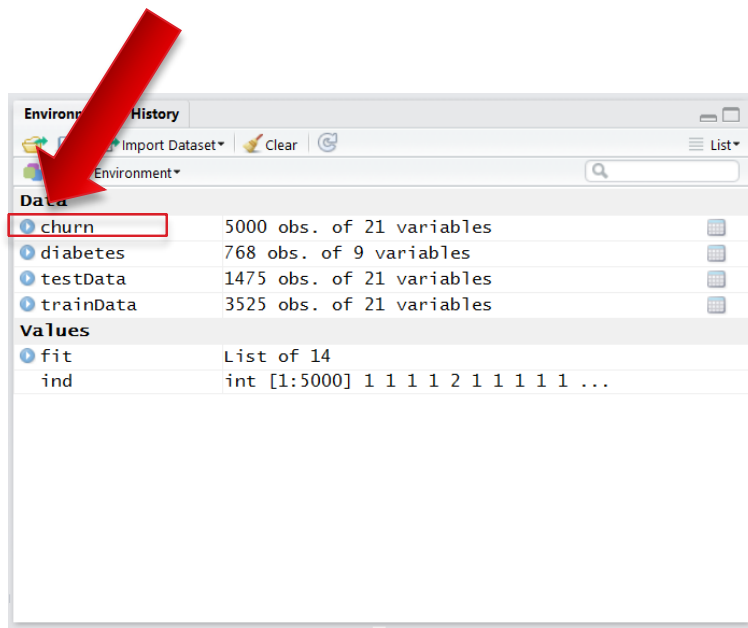 History
Import Dataset Clear List
Environment
Data
churn 5000 obs. of 21 variables
diabetes 768 obs. of 9 variables
testData 1475 obs. of 21 variables
trainData 3525 obs. of 21 variables
Values
fit List of 14
ind int [1:5000] 1 1 1 1 2 1 1 1 1 1 ...